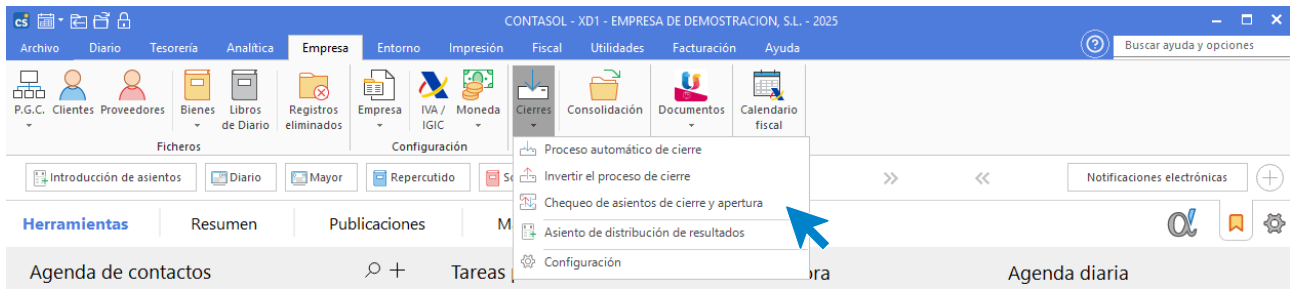 cs
CONTASOL - XD1 - EMPRESA DE DEMOSTRACION, S.L. - 2025
Archivo Diario Tesorería Analítica Empresa Entorno Impresión Fiscal Utilidades Facturación Ayuda
Buscar ayuda y opciones
P.G.C. Clientes Proveedores Bienes Libros de Diario Registros eliminados Empresa IVA / IGIC Moneda Cierres Consolidación Documentos Calendario fiscal
Ficheros Configuración
Proceso automático de cierre
Invertir el proceso de cierre
Chequeo de asientos de cierre y apertura
Asiento de distribución de resultados
Configuración
Introducción de asientos Diario Mayor Repercutido Notificaciones electrónicas
Herramientas Resumen Publicaciones
Agenda de contactos Tareas Agenda diaria